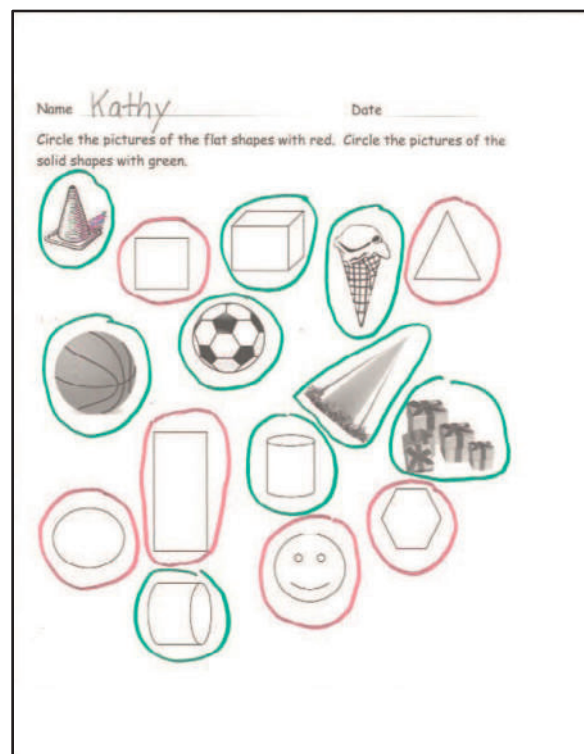 Name Kathy Date
Circle the pictures of the flat shapes with red. Circle the pictures of the
solid shapes with green.